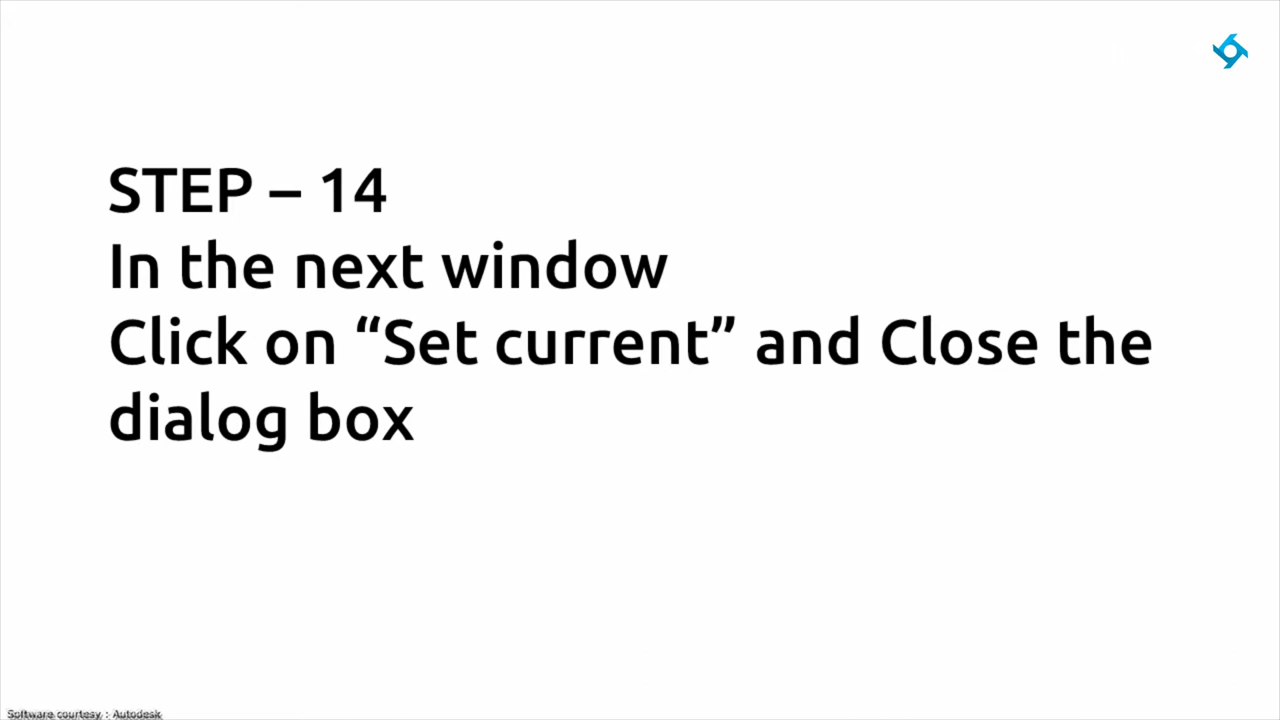 STEP – 14
In the next window
Click on “Set current” and Close the
dialog box
Software courtesy : Autodesk